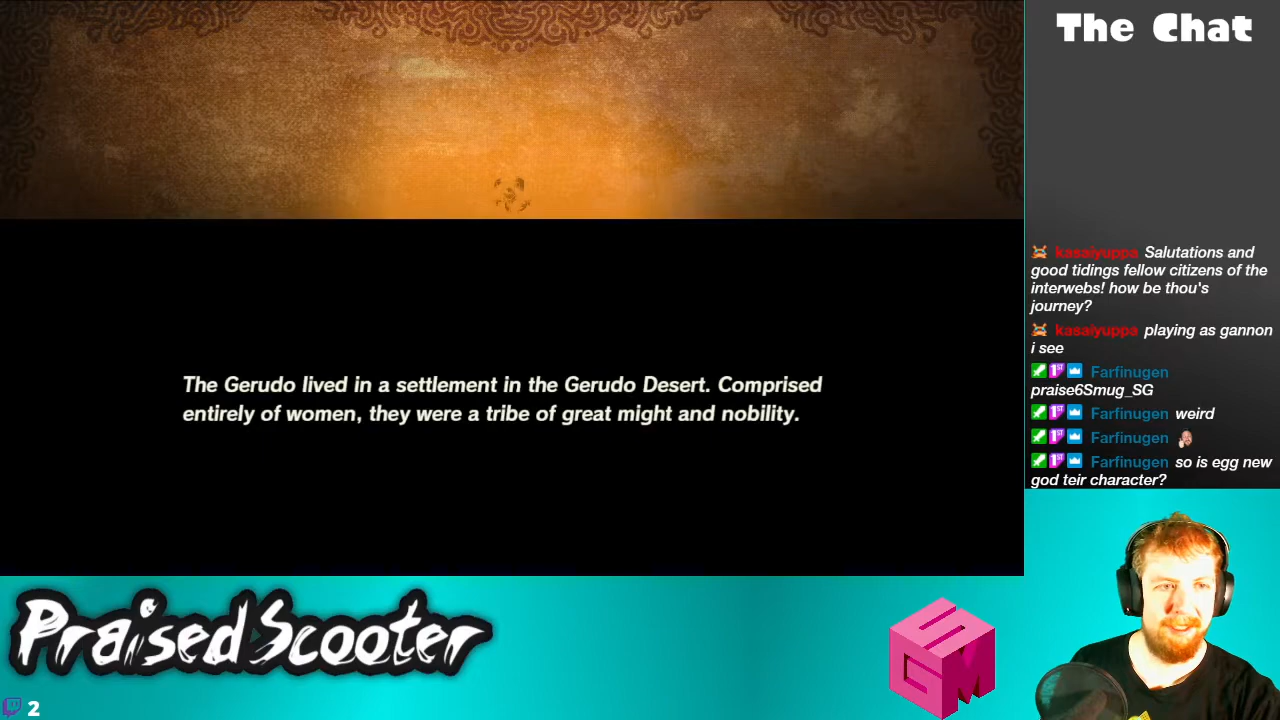 The Chat
kasaiyuppa Salutations and
good tidings fellow citizens of the
interwebs! how be thou's
journey?
kasaiyuppa playing as gannon
i see
Farfinugen
praise6Smug_SG
Farfinugen weird
Farfinugen
Farfinugen so is egg new
god teir character?
The Gerudo lived in a settlement in the Gerudo Desert. Comprised
entirely of women, they were a tribe of great might and nobility.
PraisedScooter
SGM
2